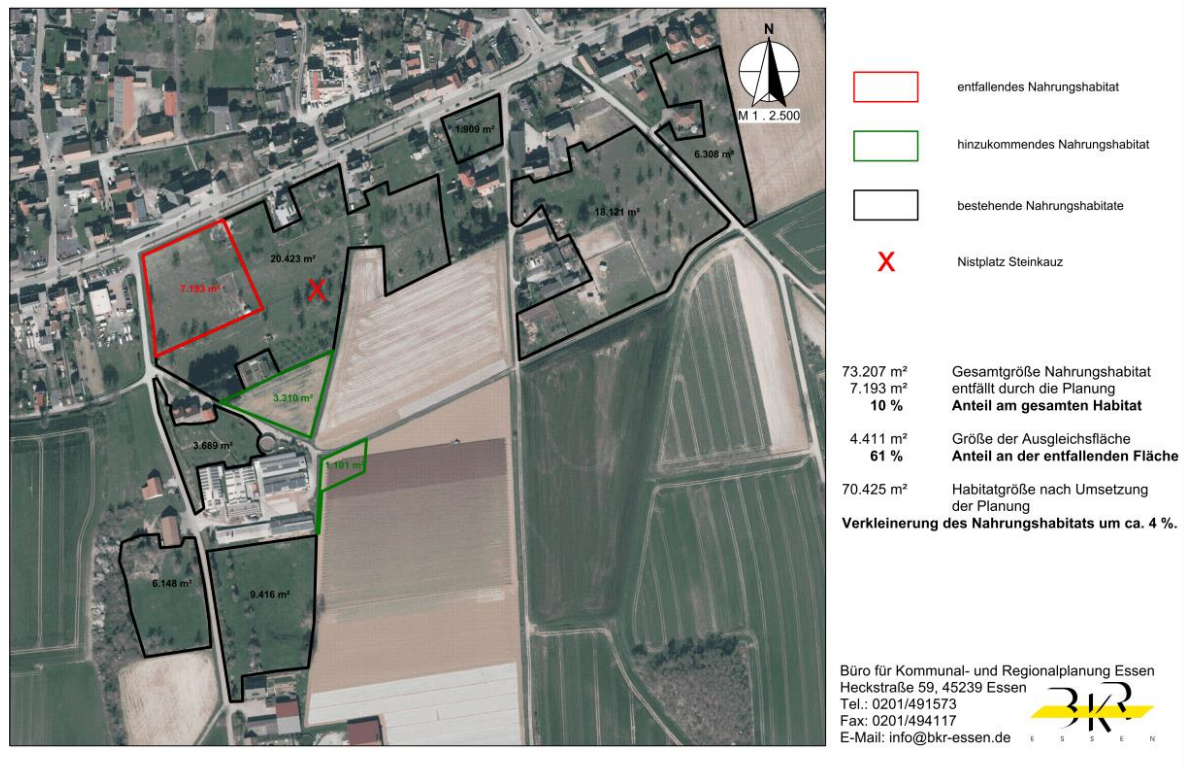 N
M 1 . 2.500
1.909 m²
6.308 m²
18.121 m²
20.423 m²
7.193 m²
3.310 m²
3.689 m²
1.101 m²
6.148 m²
9.416 m²
entfallendes Nahrungshabitat
hinzukommendes Nahrungshabitat
bestehende Nahrungshabitate
X
X Nistplatz Steinkauz
73.207 m² Gesamtgröße Nahrungshabitat
7.193 m² entfällt durch die Planung
10 % Anteil am gesamten Habitat
4.411 m² Größe der Ausgleichsfläche
61 % Anteil an der entfallenden Fläche
70.425 m² Habitatgröße nach Umsetzung
der Planung
Verkleinerung des Nahrungshabitats um ca. 4 %.
Büro für Kommunal- und Regionalplanung Essen
Heckstraße 59, 45239 Essen
Tel.: 0201/491573
Fax: 0201/494117
E-Mail: info@bkr-essen.de
BKR
E S S E N